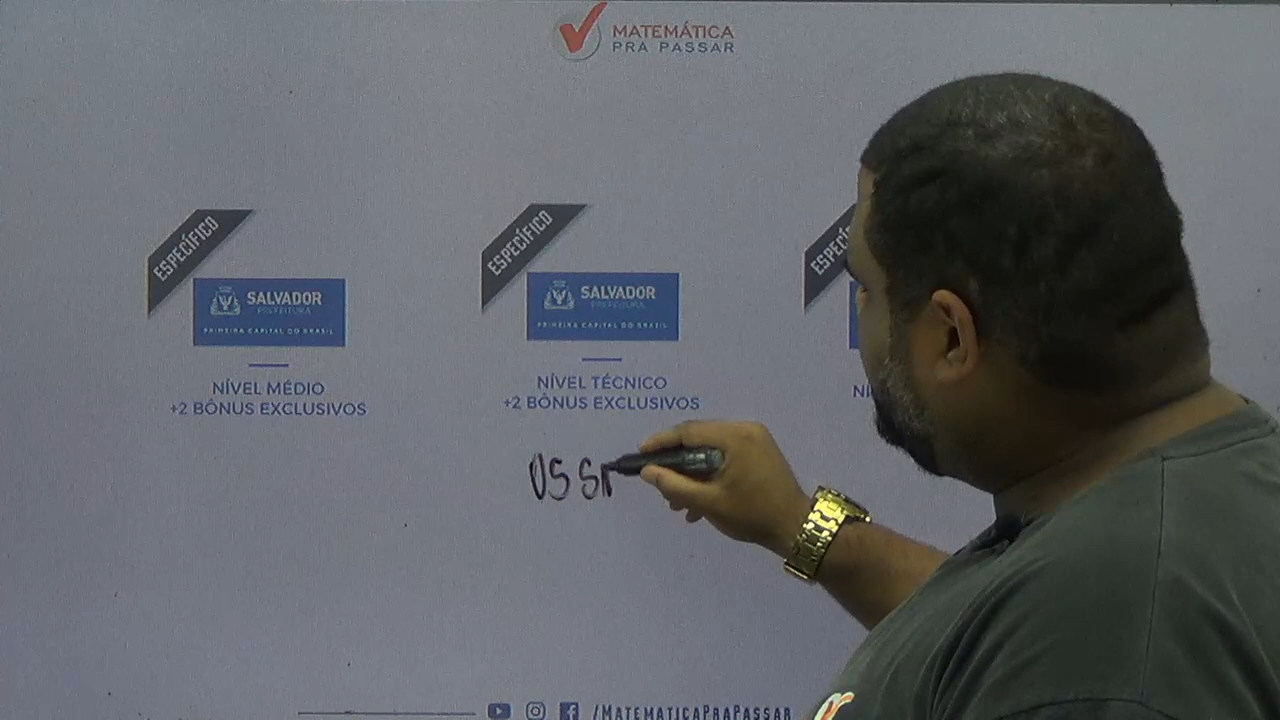 MATEMÁTICA
PRA PASSAR
ESPECÍFICO
SALVADOR
PREFEITURA
PRIMEIRA CAPITAL DO BRASIL
NÍVEL MÉDIO
+2 BÔNUS EXCLUSIVOS
ESPECÍFICO
SALVADOR
PREFEITURA
PRIMEIRA CAPITAL DO BRASIL
NÍVEL TÉCNICO
+2 BÔNUS EXCLUSIVOS
/MATEMATICAPRAPASSAR